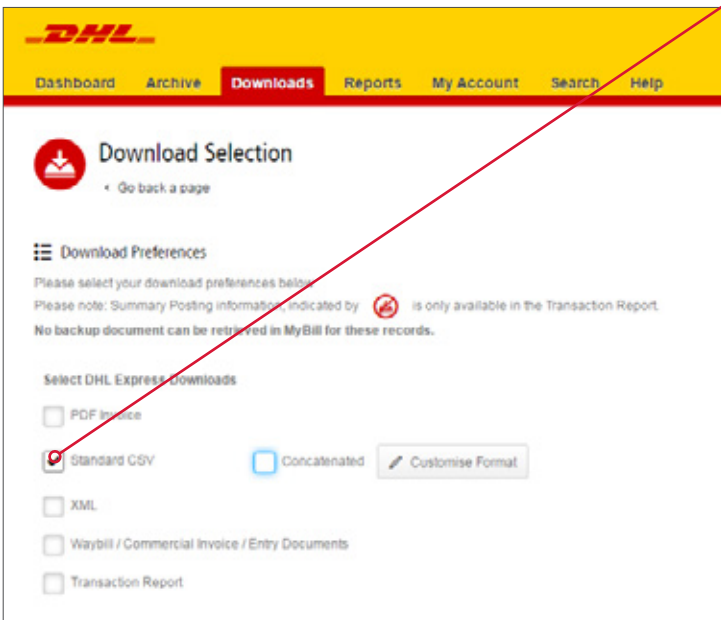 DHL
Dashboard Archive Downloads Reports My Account Search Help
Download Selection
Go back a page
Download Preferences
Please select your download preferences below
Please note: Summary Posting information, indicated by is only available in the Transaction Report.
No backup document can be retrieved in MyBill for these records.
Select DHL Express Downloads
PDF Invoice
Standard CSV Concatenated Customise Format
XML
Waybill / Commercial Invoice / Entry Documents
Transaction Report